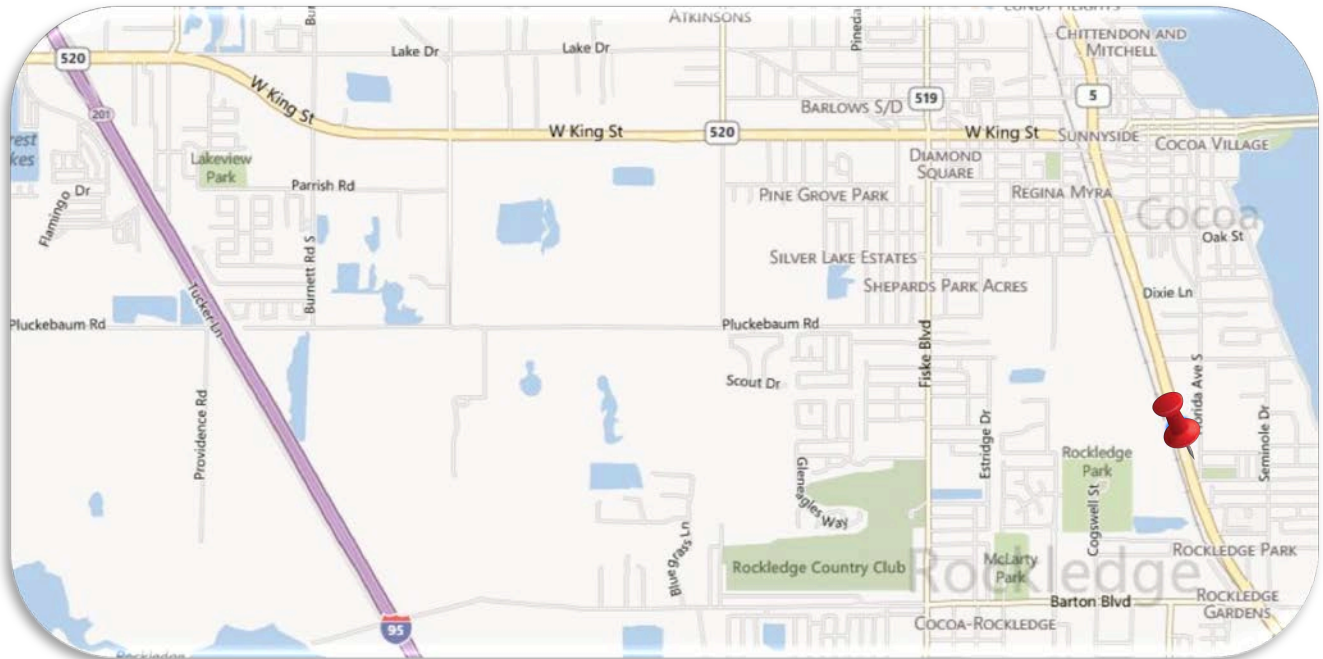 ATKINSONS
Pineda
CHITTENDON AND
MITCHELL
520
Lake Dr
Lake Dr
W King St
201
BARLOWS S/D
519
5
W King St
520
W King St
SUNNYSIDE
COCOA VILLAGE
Lakeview
Park
DIAMOND
SQUARE
Flamingo Dr
Parrish Rd
PINE GROVE PARK
REGINA MYRA
Cocoa
Oak St
Burnett Rd S
SILVER LAKE ESTATES
SHEPARDS PARK ACRES
Dixie Ln
Tucker Ln
Pluckebaum Rd
Pluckebaum Rd
Fiske Blvd
Scout Dr
Ave S
Providence Rd
Estridge Dr
Seminole Dr
Rockledge
Park
Gleneagles Way
Cogswell St
Bluegrass Ln
ROCKLEDGE PARK
Rockledge Country Club
Rockledge
McLarty
Park
Barton Blvd
ROCKLEDGE
GARDENS
COCOA-ROCKLEDGE
95